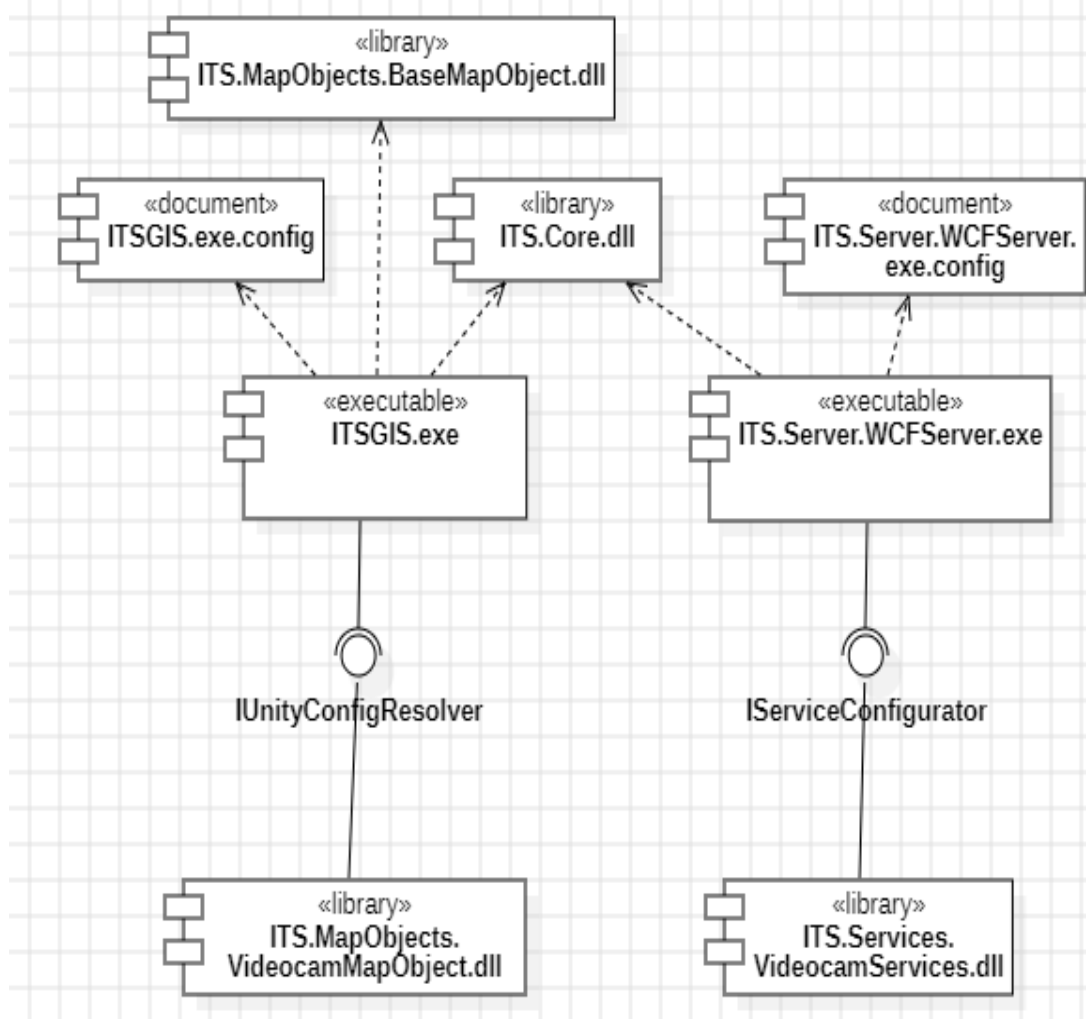 «library»
ITS.MapObjects.BaseMapObject.dll
«document»
ITSGIS.exe.config
«library»
ITS.Core.dll
«document»
ITS.Server.WCFServer.
exe.config
«executable»
ITSGIS.exe
«executable»
ITS.Server.WCFServer.exe
IUnityConfigResolver
IServiceConfigurator
«library»
ITS.MapObjects.
VideocamMapObject.dll
«library»
ITS.Services.
VideocamServices.dll